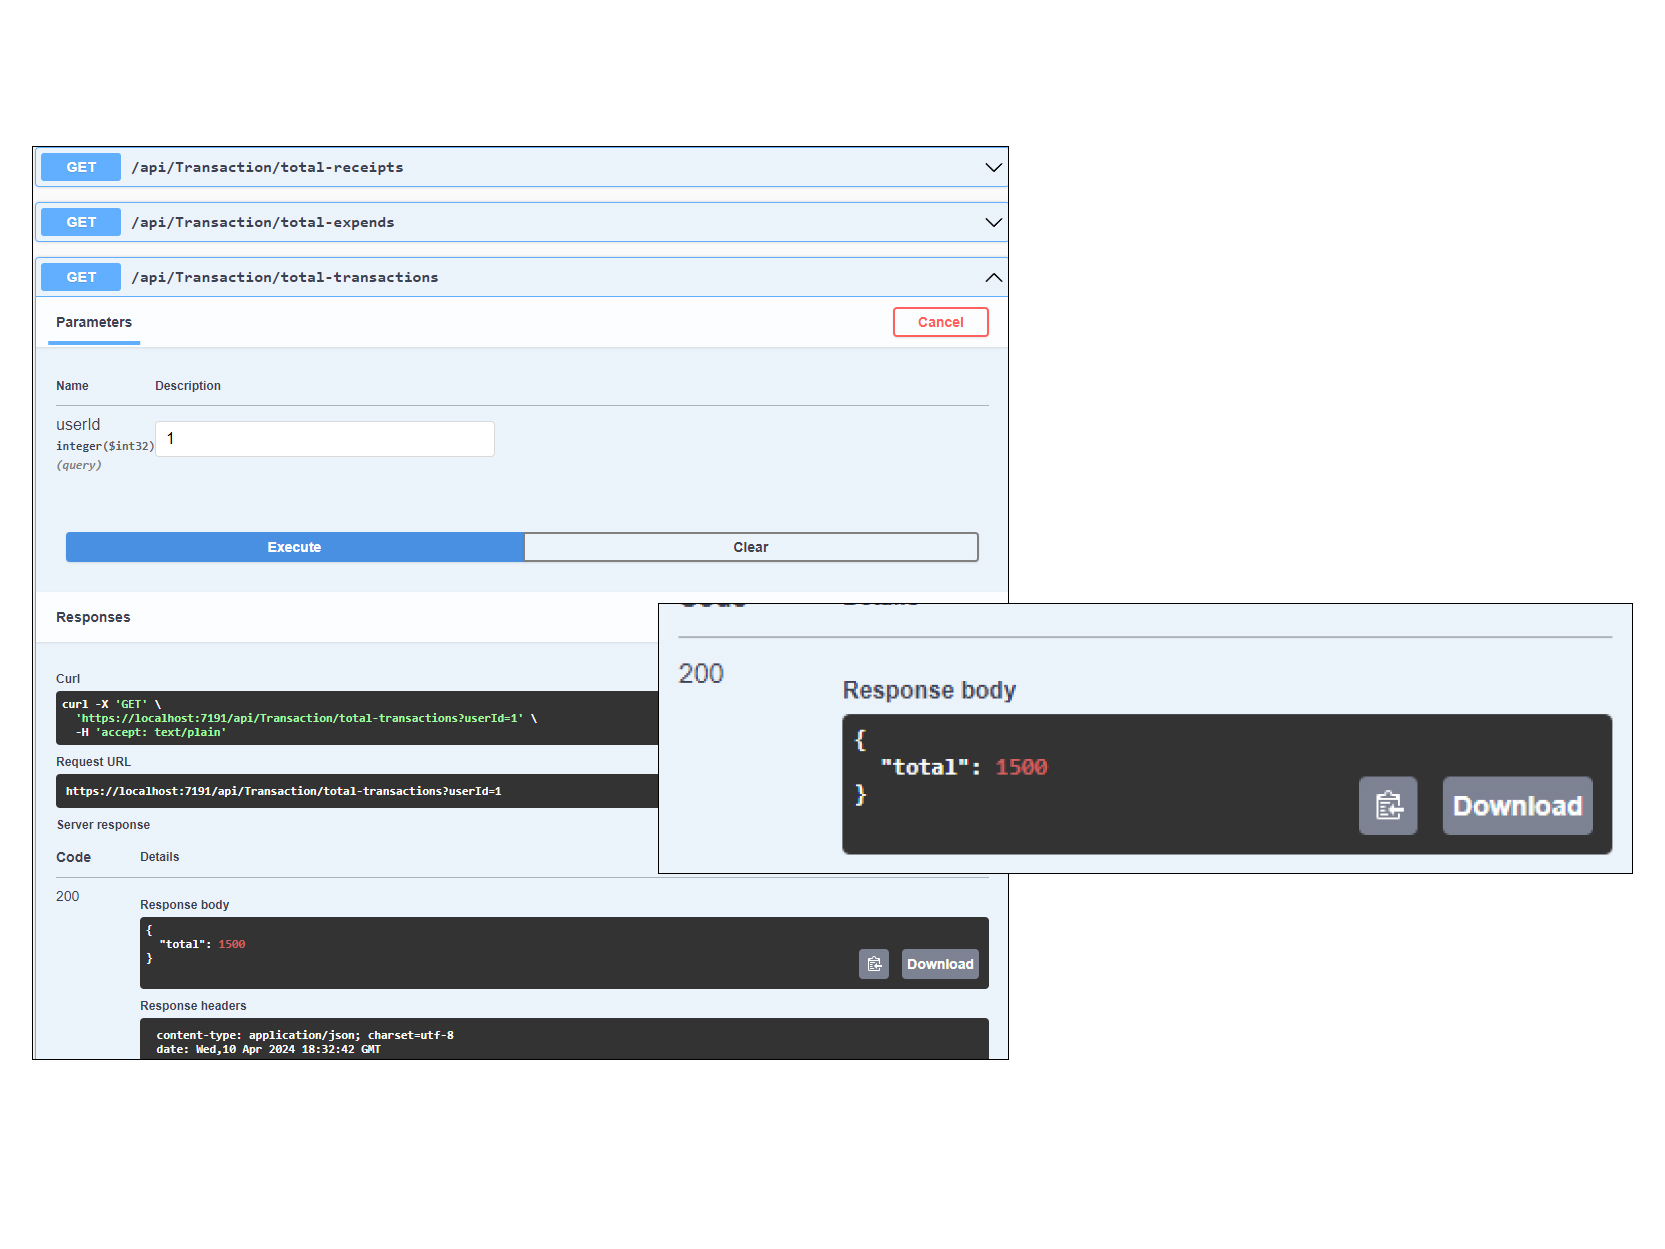 GET /api/Transaction/total-receipts
GET /api/Transaction/total-expends
GET /api/Transaction/total-transactions
Parameters
Cancel
Name Description
userId
integer($int32)
(query)
1
Execute Clear
Responses
Curl
curl -X 'GET' \
'https://localhost:7191/api/Transaction/total-transactions?userId=1' \
-H 'accept: text/plain'
Request URL
https://localhost:7191/api/Transaction/total-transactions?userId=1
Server response
Code Details
200
Response body
{
"total": 1500
}
Download
Response headers
content-type: application/json; charset=utf-8
date: Wed,10 Apr 2024 18:32:42 GMT
200
Response body
{
"total": 1500
}
Download